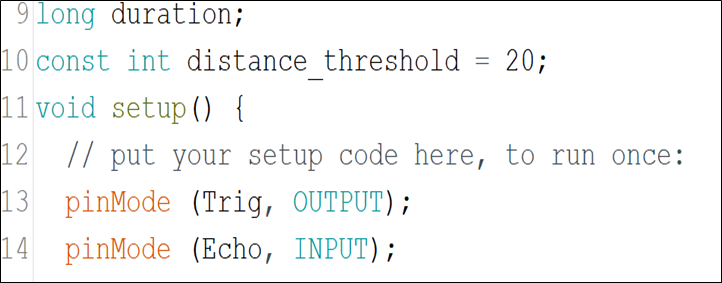 9 long duration;
10 const int distance_threshold = 20;
11 void setup() {
12 // put your setup code here, to run once:
13 pinMode (Trig, OUTPUT);
14 pinMode (Echo, INPUT);